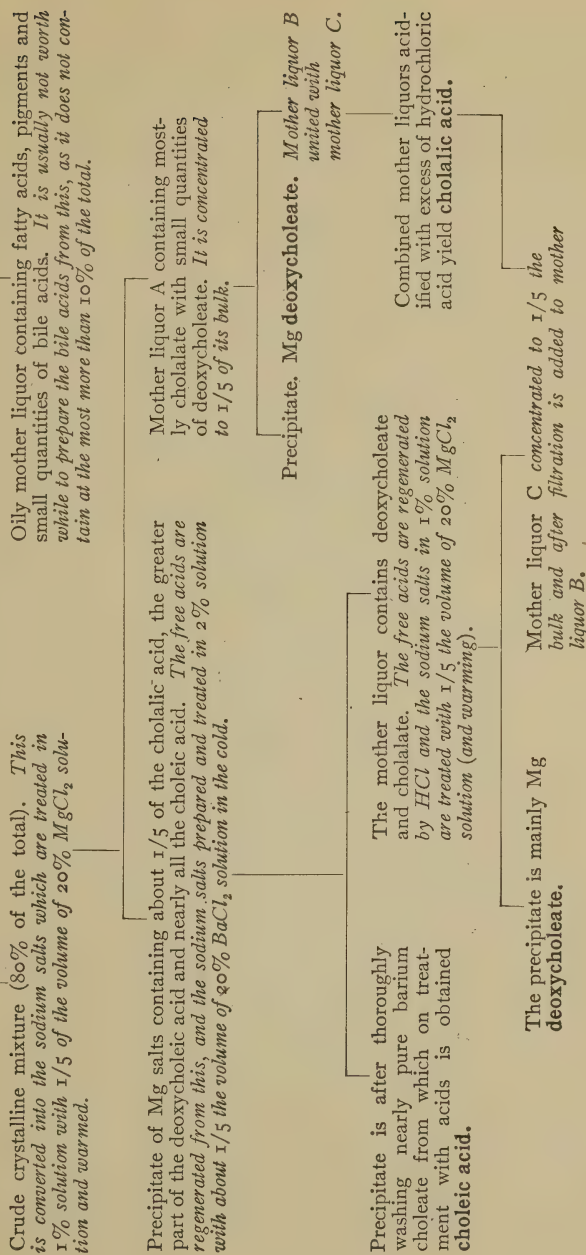 Crude crystalline mixture (80% of the total). This
is converted into the sodium salts which are treated in
1% solution with 1/5 of the volume of 20% MgCl₂ solu-
tion and warmed.
Oily mother liquor containing fatty acids, pigments and
small quantities of bile acids. It is usually not worth
while to prepare the bile acids from this, as it does not con-
tain at the most more than 10% of the total.
Precipitate of Mg salts containing about 1/5 of the cholalic acid, the greater
part of the deoxycholeic acid and nearly all the choleic acid. The free acids are
regenerated from this, and the sodium salts prepared and treated in 2% solution
with about 1/5 the volume of 20% BaCl₂ solution in the cold.
Mother liquor A containing most-
ly cholalate with small quantities
of deoxycholeate. It is concentrated
to 1/5 of its bulk.
Precipitate. Mg deoxycholeate.
Mother liquor B
united with
mother liquor C.
Precipitate is after thoroughly
washing nearly pure barium
choleate from which on treat-
ment with acids is obtained
choleic acid.
The mother liquor contains deoxycholeate
and cholalate. The free acids are regenerated
by HCl and the sodium salts in 1% solution
are treated with 1/5 the volume of 20% MgCl₂
solution (and warming).
Combined mother liquors acid-
ified with excess of hydrochloric
acid yield cholalic acid.
The precipitate is mainly Mg
deoxycholeate.
Mother liquor C concentrated to 1/5 the
bulk and after filtration is added to mother
liquor B.